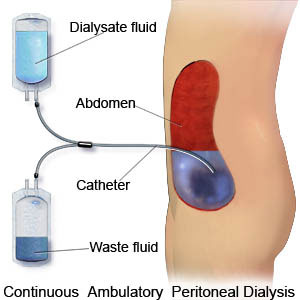 Dialysate fluid
Abdomen
Catheter
Waste fluid
Continuous Ambulatory Peritoneal Dialysis